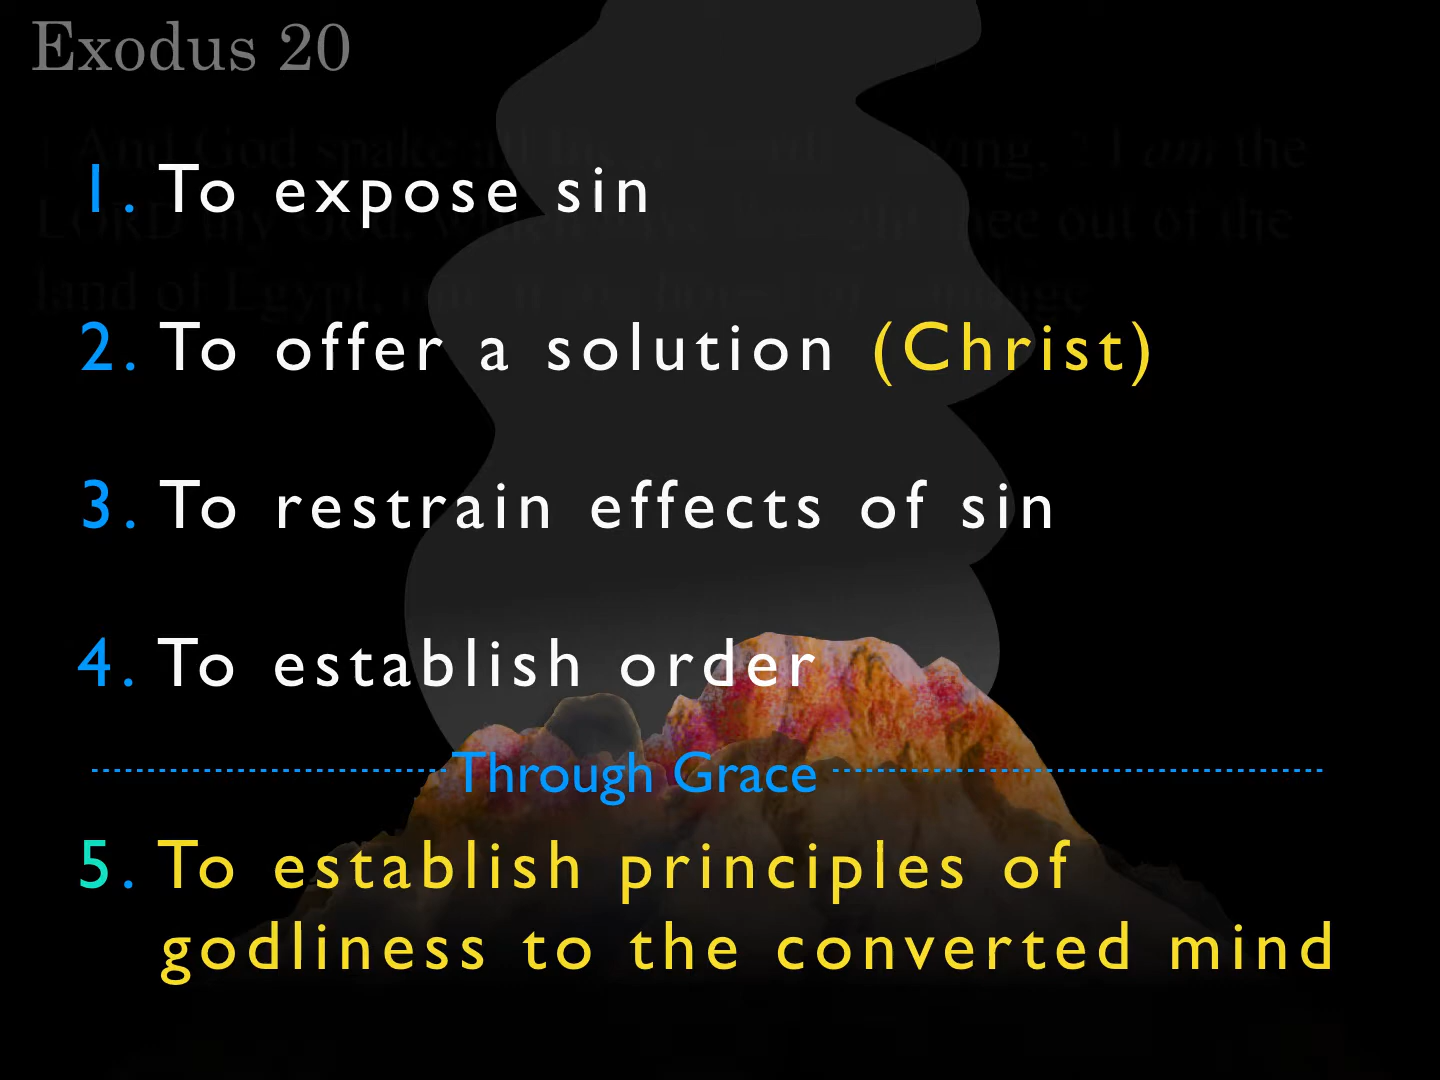 Exodus 20
1. To expose sin
2. To offer a solution (Christ)
3. To restrain effects of sin
4. To establish order
Through Grace
5. To establish principles of
godliness to the converted mind